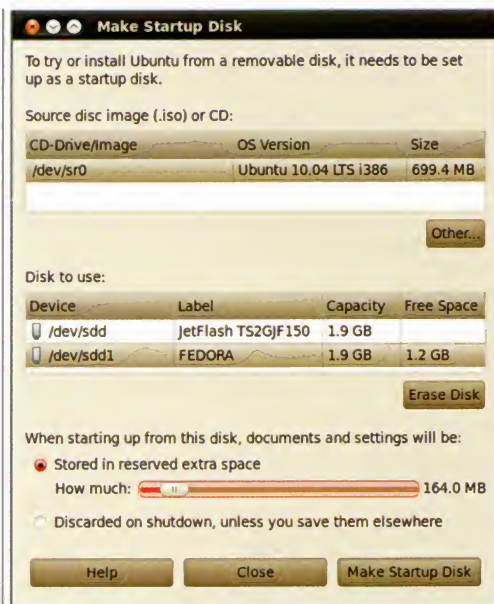 Make Startup Disk
To try or install Ubuntu from a removable disk, it needs to be set
up as a startup disk.
Source disc image (.iso) or CD:
CD-Drive/Image OS Version Size
/dev/sr0 Ubuntu 10.04 LTS i386 699.4 MB
Other...
Disk to use:
Device Label Capacity Free Space
/dev/sdd JetFlash TS2GJF150 1.9 GB
/dev/sdd1 FEDORA 1.9 GB 1.2 GB
Erase Disk
When starting up from this disk, documents and settings will be:
Stored in reserved extra space
How much: 164.0 MB
Discarded on shutdown, unless you save them elsewhere
Help Close Make Startup Disk